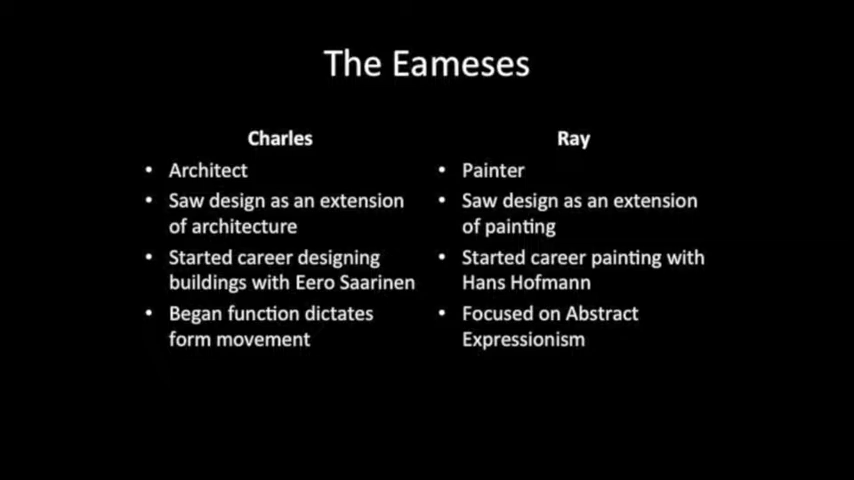 The Eameses
Charles
• Architect
• Saw design as an extension
of architecture
• Started career designing
buildings with Eero Saarinen
• Began function dictates
form movement
Ray
• Painter
• Saw design as an extension
of painting
• Started career painting with
Hans Hofmann
• Focused on Abstract
Expressionism